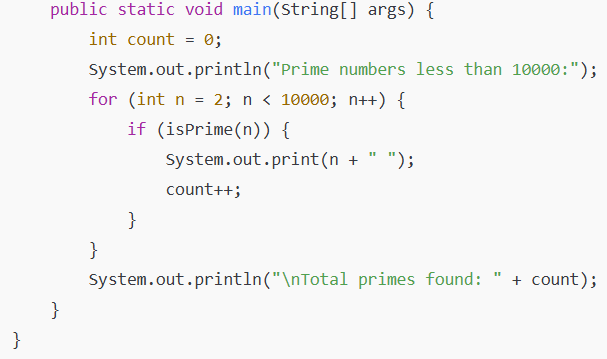 public static void main(String[] args) {
        int count = 0;
        System.out.println("Prime numbers less than 10000:");
        for (int n = 2; n < 10000; n++) {
            if (isPrime(n)) {
                System.out.print(n + " ");
                count++;
            }
        }
        System.out.println("\nTotal primes found: " + count);
    }
}